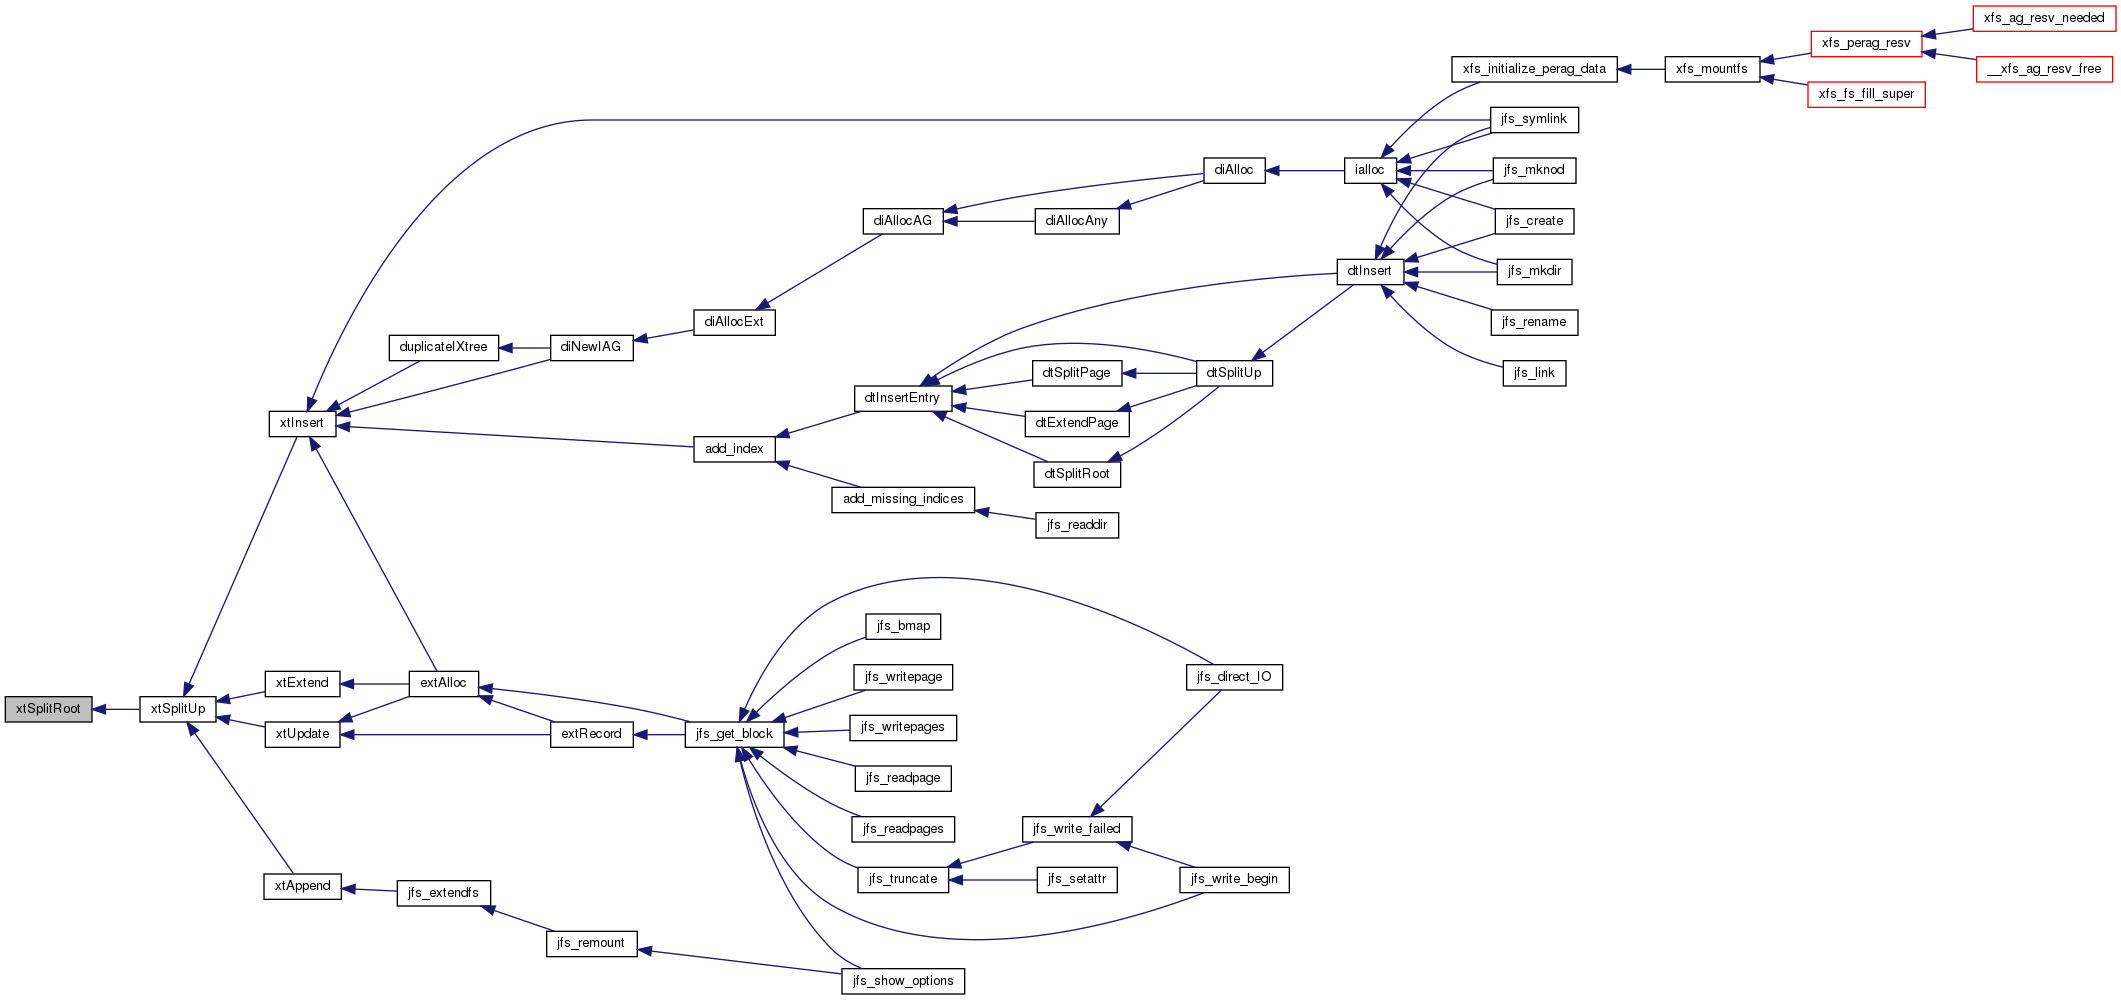 xfs_ag_resv_needed
xfs_perag_resv
xfs_initialize_perag_data
xfs_mountfs
__xfs_ag_resv_free
xfs_fs_fill_super
jfs_symlink
diAlloc
ialloc
jfs_mknod
diAllocAG
diAllocAny
jfs_create
dtInsert
jfs_mkdir
diAllocExt
jfs_rename
duplicateIXtree
diNewIAG
dtSplitPage
dtSplitUp
jfs_link
dtInsertEntry
xtInsert
dtExtendPage
add_index
dtSplitRoot
add_missing_indices
jfs_readdir
jfs_bmap
jfs_writepage
jfs_direct_IO
xtExtend
extAlloc
xtSplitRoot
xtSplitUp
xtUpdate
extRecord
jfs_get_block
jfs_writepages
jfs_readpage
jfs_readpages
jfs_write_failed
jfs_truncate
jfs_setattr
jfs_write_begin
xtAppend
jfs_extendfs
jfs_remount
jfs_show_options